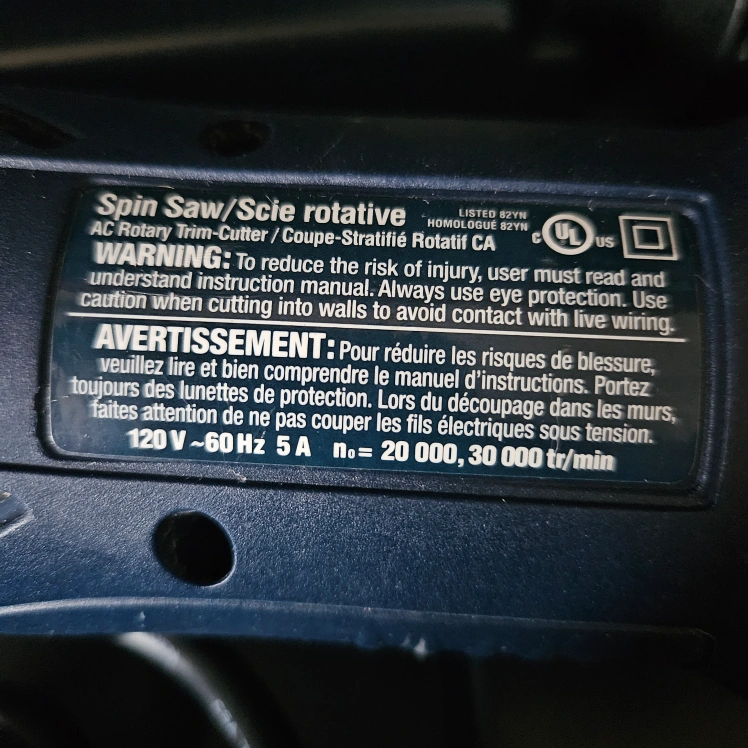 Spin Saw/Scie rotative
LISTED 82YN
HOMOLOGUÉ 82YN
C UL US
AC Rotary Trim-Cutter / Coupe-Stratifié Rotatif CA
WARNING: To reduce the risk of injury, user must read and
understand instruction manual. Always use eye protection. Use
caution when cutting into walls to avoid contact with live wiring.
AVERTISSEMENT: Pour réduire les risques de blessure,
veuillez lire et bien comprendre le manuel d'instructions. Portez
toujours des lunettes de protection. Lors du découpage dans les murs,
faites attention de ne pas couper les fils électriques sous tension.
120 V ~60 Hz 5 A n₀= 20 000, 30 000 tr/min